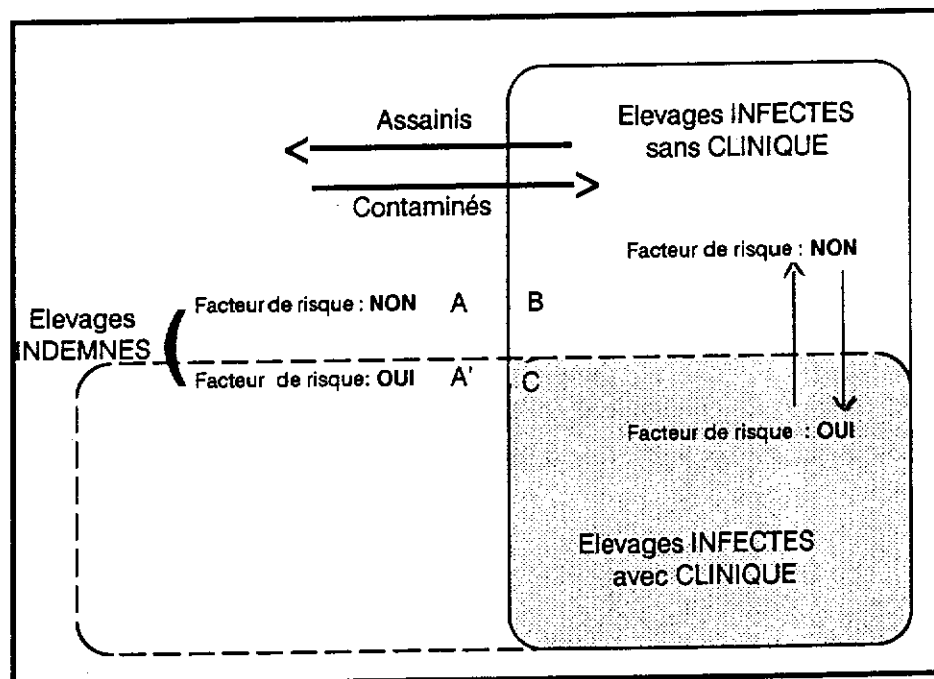 Assainis
Contaminés
Elevages INFECTES
sans CLINIQUE
Facteur de risque : NON
Elevages
INDEMNES
Facteur de risque : NON A
B
Facteur de risque: OUI A'
C
Facteur de risque : OUI
Elevages INFECTES
avec CLINIQUE